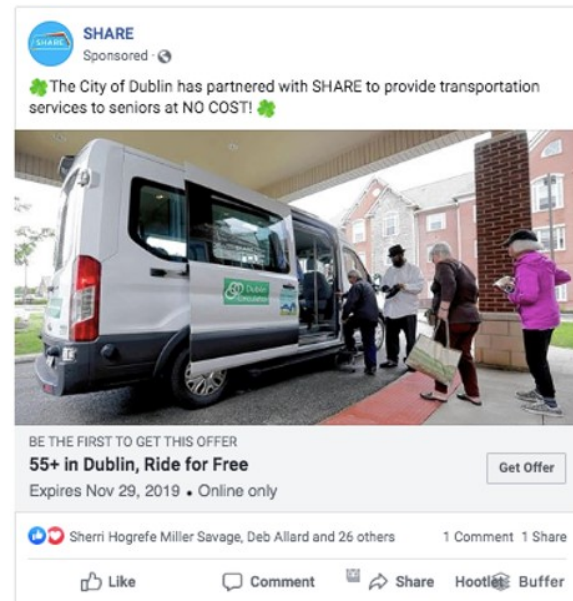 SHARE
SHARE
Sponsored ·
The City of Dublin has partnered with SHARE to provide transportation
services to seniors at NO COST!
Dublin
BE THE FIRST TO GET THIS OFFER
55+ in Dublin, Ride for Free
Get Offer
Expires Nov 29, 2019 • Online only
Sherri Hogrefe Miller Savage, Deb Allard and 26 others 1 Comment 1 Share
Like Comment Share Hootlet Buffer